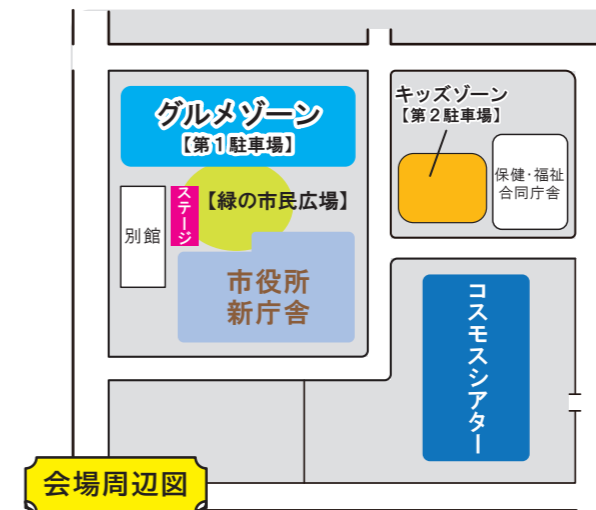 グルメゾーン
【第1駐車場】
キッズゾーン
【第2駐車場】
保健・福祉
合同庁舎
ステージ
【緑の市民広場】
別館
市役所
新庁舎
コスモスシアター
会場周辺図